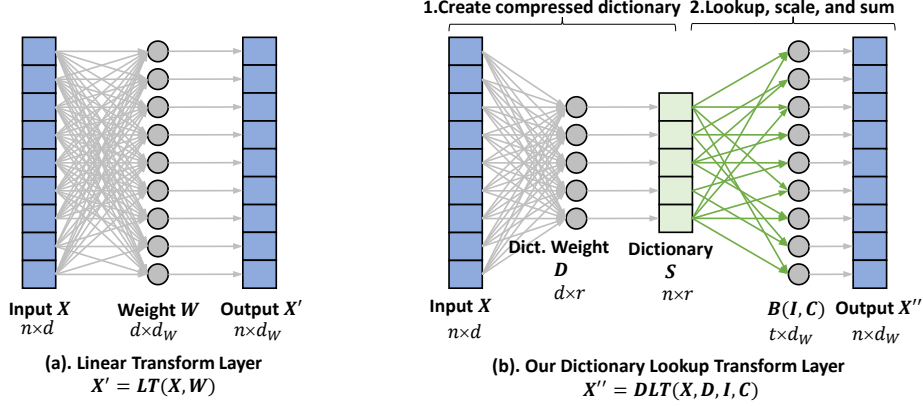 1.Create compressed dictionary
2.Lookup, scale, and sum
Input X
n×d
Weight W
d×d_W
Output X′
n×d_W
(a). Linear Transform Layer
X′ = LT(X, W)
Input X
n×d
Dict. Weight
D
d×r
Dictionary
S
n×r
B(I, C)
t×d_W
Output X′′
n×d_W
(b). Our Dictionary Lookup Transform Layer
X′′ = DLT(X, D, I, C)